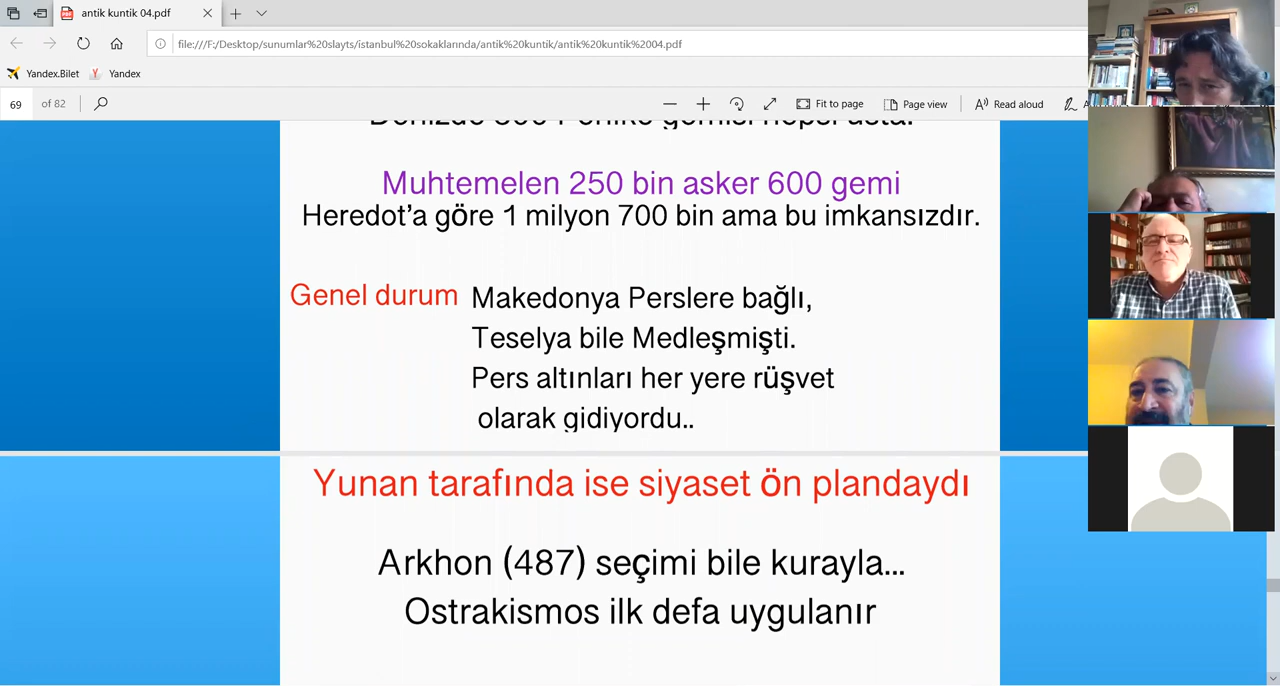 antik kuntik 04.pdf
file:///F:/Desktop/sunumlar%20slayts/istanbul%20sokaklarında/antik%20kuntik/antik%20kuntik%2004.pdf
Yandex.Bilet Yandex
69 of 82 Fit to page Page view Read aloud
Muhtemelen 250 bin asker 600 gemi
Heredot’a göre 1 milyon 700 bin ama bu imkansızdır.
Genel durum Makedonya Perslere bağlı,
Teselya bile Medleşmişti.
Pers altınları her yere rüşvet
olarak gidiyordu..
Yunan tarafında ise siyaset ön plandaydı
Arkhon (487) seçimi bile kurayla...
Ostrakismos ilk defa uygulanır